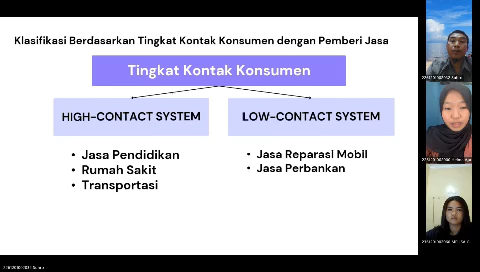 Klasifikasi Berdasarkan Tingkat Kontak Konsumen dengan Pemberi Jasa
Tingkat Kontak Konsumen
HIGH-CONTACT SYSTEM
LOW-CONTACT SYSTEM
• Jasa Pendidikan
• Rumah Sakit
• Transportasi
• Jasa Reparasi Mobil
• Jasa Perbankan